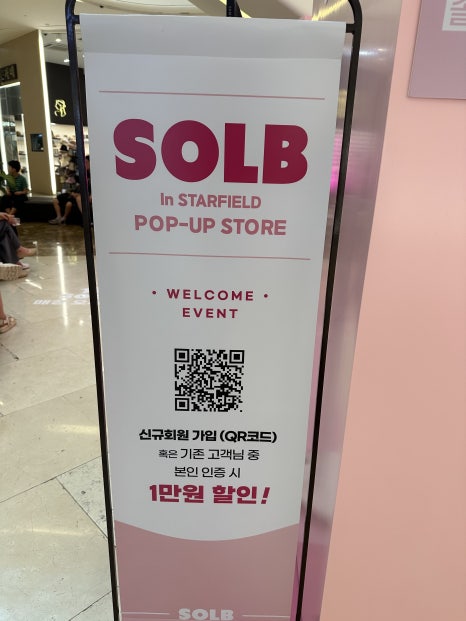 SOLB
In STARFIELD
POP-UP STORE
• WELCOME •
EVENT
신규회원 가입 (QR코드)
혹은 기존 고객님 중
본인 인증 시
1만원 할인!
SOLB